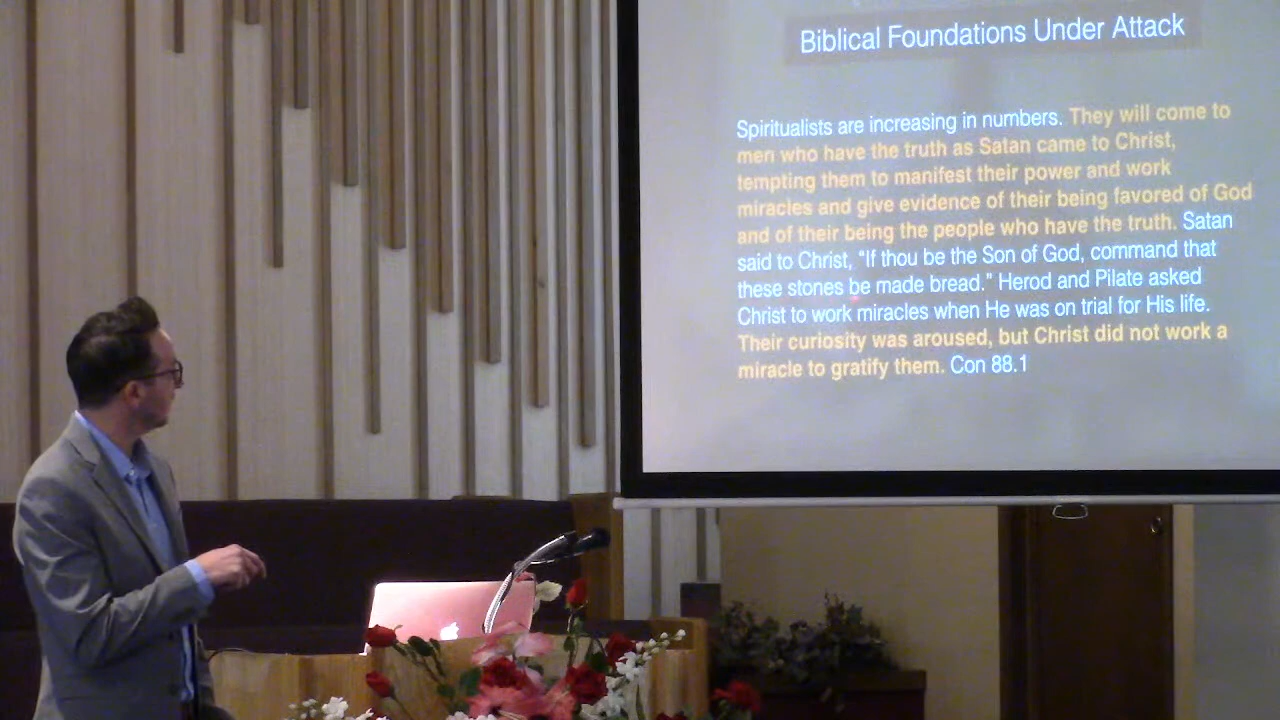 Biblical Foundations Under Attack
Spiritualists are increasing in numbers. They will come to
men who have the truth as Satan came to Christ,
tempting them to manifest their power and work
miracles and give evidence of their being favored of God
and of their being the people who have the truth. Satan
said to Christ, "If thou be the Son of God, command that
these stones be made bread." Herod and Pilate asked
Christ to work miracles when He was on trial for His life.
Their curiosity was aroused, but Christ did not work a
miracle to gratify them. Con 88.1